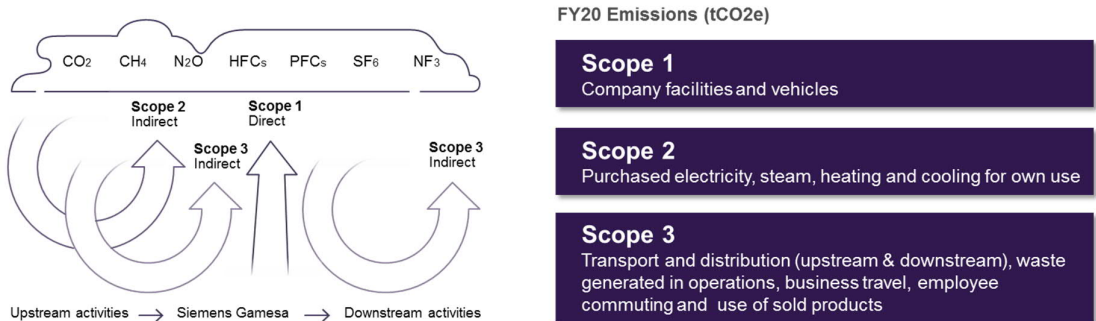 FY20 Emissions (tCO2e)
CO2 CH4 N2O HFCs PFCs SF6 NF3
Scope 2
Indirect
Scope 1
Direct
Scope 3
Indirect
Scope 3
Indirect
Upstream activities → Siemens Gamesa → Downstream activities
Scope 1
Company facilities and vehicles
Scope 2
Purchased electricity, steam, heating and cooling for own use
Scope 3
Transport and distribution (upstream & downstream), waste
generated in operations, business travel, employee
commuting and use of sold products